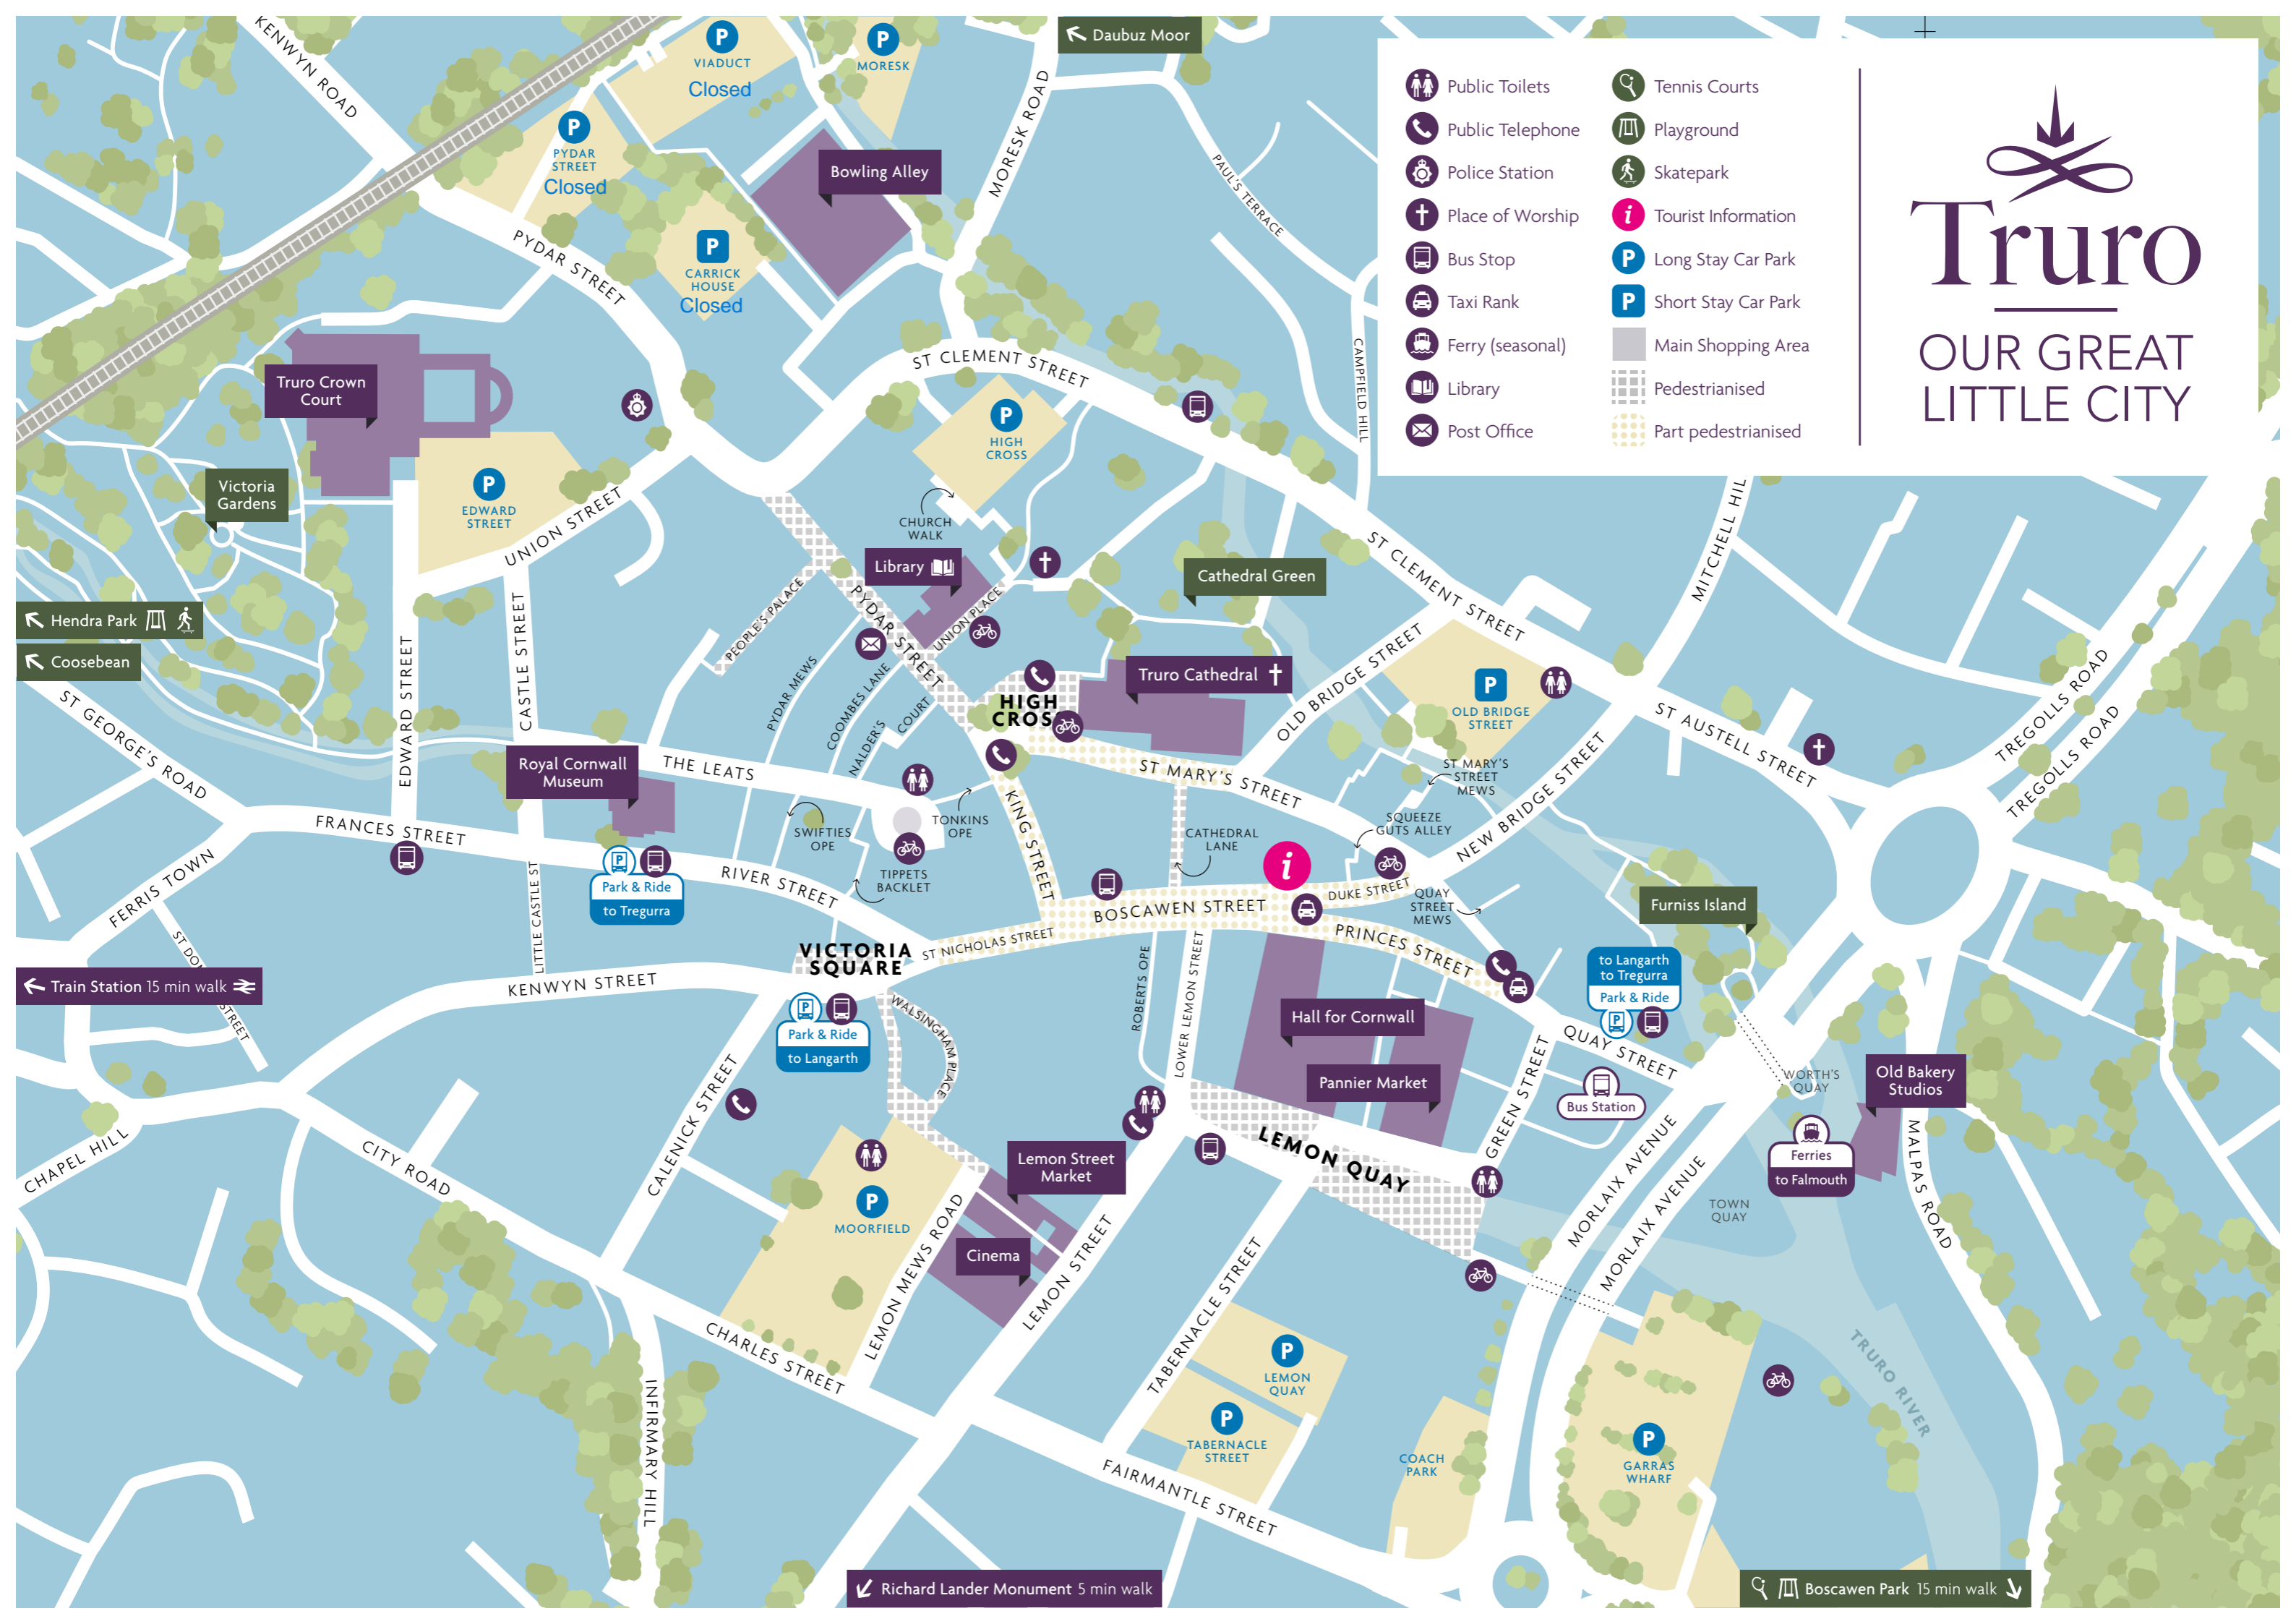 KENWYN ROAD
P
VIADUCT
Closed
P
MORESK
Daubuz Moor
P
PYDAR
STREET
Closed
Bowling Alley
MORESK ROAD
PAUL'S TERRACE
PYDAR STREET
P
CARRICK
HOUSE
Closed
Public Toilets
Public Telephone
Police Station
Place of Worship
Bus Stop
Taxi Rank
Ferry (seasonal)
Library
Post Office
Tennis Courts
Playground
Skatepark
i
Tourist Information
P
Long Stay Car Park
P
Short Stay Car Park
Main Shopping Area
Pedestrianised
Part pedestrianised
Truro
OUR GREAT
LITTLE CITY
ST CLEMENT STREET
CAMPFIELD HILL
Truro Crown
Court
P
HIGH
CROSS
Victoria
Gardens
P
EDWARD
STREET
UNION STREET
CHURCH
WALK
Library
PYDAR STREET
UNION PLACE
PEOPLE'S PALACE
Cathedral Green
ST CLEMENT STREET
MITCHELL HIL
Hendra Park
Coosebean
EDWARD STREET
CASTLE STREET
ST GEORGE'S ROAD
PYDAR MEWS
COOMBES LANE
NALDER'S
COURT
HIGH
CROS
Truro Cathedral
OLD BRIDGE STREET
P
OLD BRIDGE
STREET
ST AUSTELL STREET
TREGOLLS ROAD
TREGOLLS ROAD
Royal Cornwall
Museum
THE LEATS
ST MARY'S STREET
ST MARY'S
STREET
MEWS
NEW BRIDGE STREET
FRANCES STREET
SWIFTIES
OPE
TONKINS
OPE
TIPPETS
BACKLET
KING STREET
CATHEDRAL
LANE
SQUEEZE
GUTS ALLEY
i
FERRIS TOWN
P
Park & Ride
to Tregurra
RIVER STREET
LITTLE CASTLE ST
BOSCAWEN STREET
DUKE STREET
QUAY
STREET
MEWS
Furniss Island
VICTORIA
SQUARE
ST NICHOLAS STREET
PRINCES STREET
ST DO
STREET
Train Station 15 min walk
KENWYN STREET
P
Park & Ride
to Langarth
WALSINGHAM PLACE
ROBERTS OPE
LOWER LEMON STREET
Hall for Cornwall
Pannier Market
to Langarth
to Tregurra
Park & Ride
P
QUAY STREET
Bus Station
GREEN STREET
WORTH'S
QUAY
Old Bakery
Studios
Ferries
to Falmouth
MALPAS ROAD
CHAPEL HILL
CITY ROAD
CALENICK STREET
P
MOORFIELD
Lemon Street
Market
Cinema
LEMON MEWS ROAD
LEMON STREET
LEMON QUAY
MORLAIX AVENUE
MORLAIX AVENUE
TOWN
QUAY
TRURO RIVER
CHARLES STREET
INFIRMARY HILL
TABERNACLE STREET
P
LEMON
QUAY
P
TABERNACLE
STREET
FAIRMANTLE STREET
COACH
PARK
P
GARRAS
WHARF
Richard Lander Monument 5 min walk
Boscawen Park 15 min walk